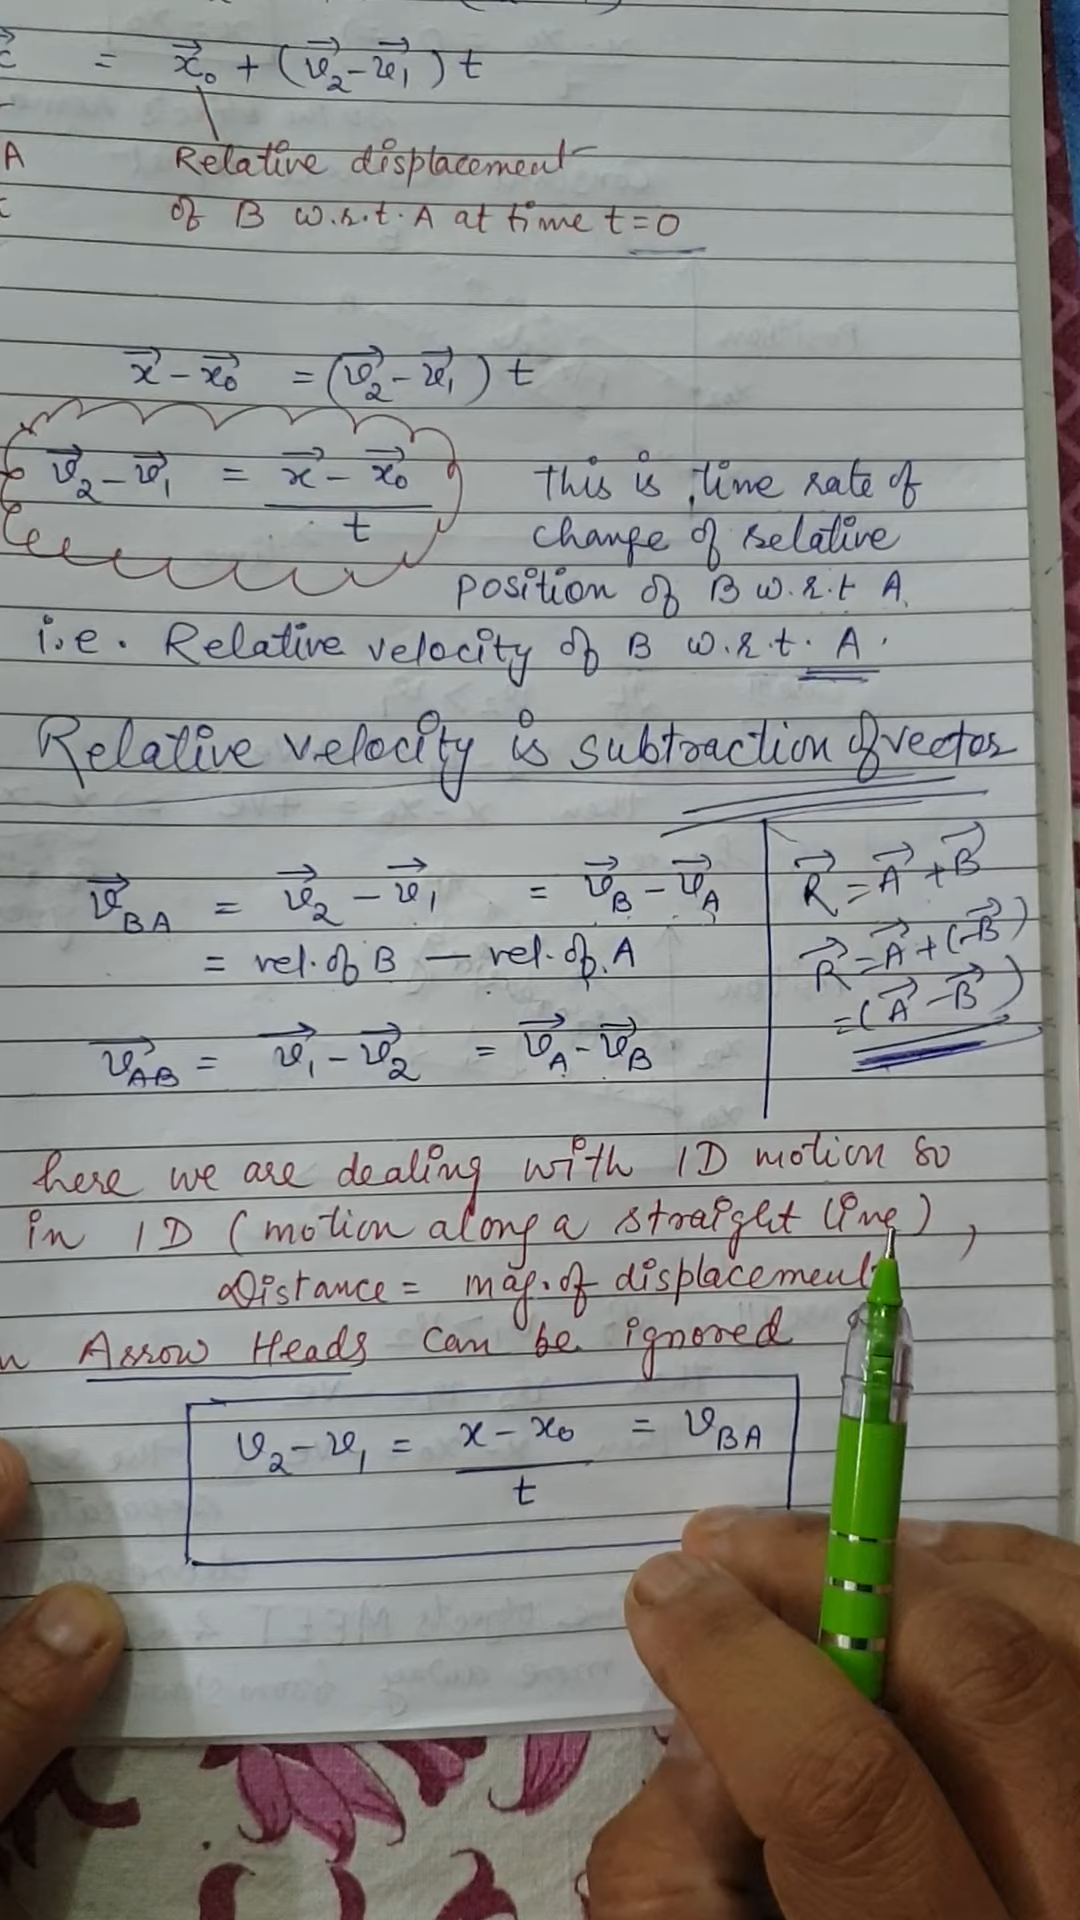 = x⃗₀ + (v⃗₂ - v⃗₁) t
A Relative displacement
of B w.r.t. A at time t=0
x⃗ - x⃗₀ = (v⃗₂ - v⃗₁) t
v⃗₂ - v⃗₁ = (x⃗ - x⃗₀)/t
This is time rate of
change of relative
position of B w.r.t A.
i.e. Relative velocity of B w.r.t. A.
Relative velocity is subtraction of vector
v⃗BA = v⃗₂ - v⃗₁ = v⃗B - v⃗A
= vel. of B — vel. of A
v⃗AB = v⃗₁ - v⃗₂ = v⃗A - v⃗B
R⃗ = A⃗ + B⃗
R⃗ = A⃗ + (-B⃗)
= (A⃗ - B⃗)
here we are dealing with 1D motion so
in 1D (motion along a straight line),
Distance = mag. of displacement
Arrow Heads can be ignored
v₂ - v₁ = (x - x₀)/t = vBA